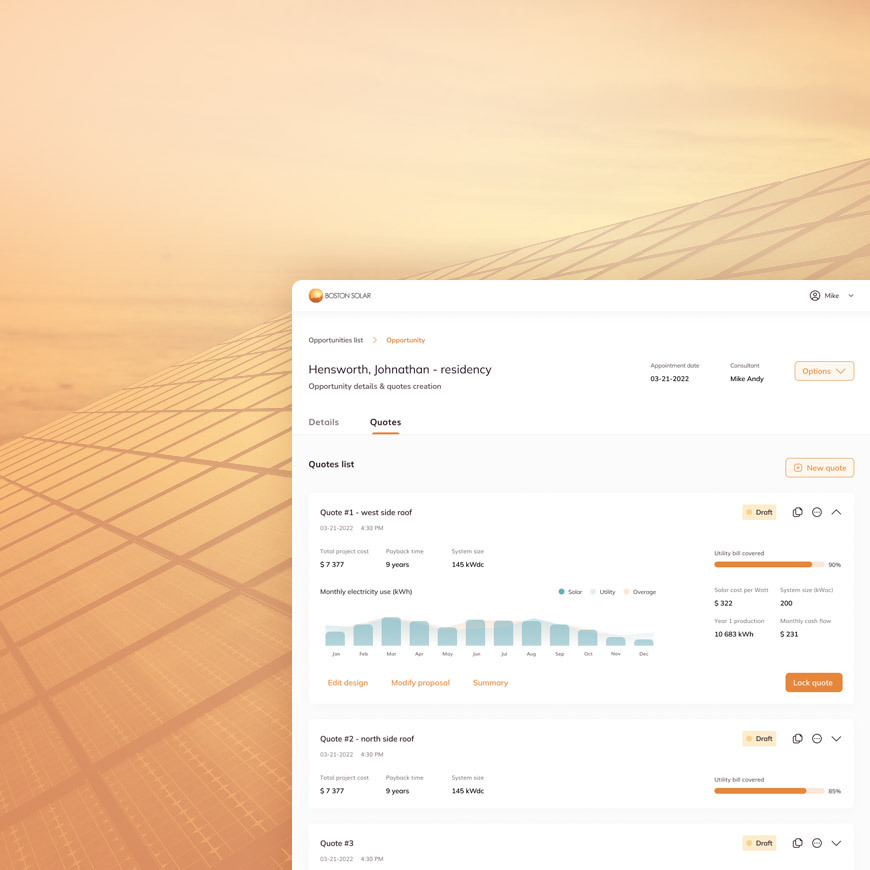 BOSTON SOLAR
Mike
Opportunities list
Opportunity
Hensworth, Johnathan - residency
Opportunity details & quotes creation
Appointment date
03-21-2022
Consultant
Mike Andy
Options
Details
Quotes
Quotes list
New quote
Quote #1 - west side roof
03-21-2022 4:30 PM
Draft
Total project cost
$ 7 377
Payback time
9 years
System size
145 kWdc
Utility bill covered
90%
Monthly electricity use (kWh)
Solar Utility Overage
Jan Feb Mar Apr May Jun Jul Aug Sep Oct Nov Dec
Solar cost per Watt
$ 322
System size (kWac)
200
Year 1 production
10 683 kWh
Monthly cash flow
$ 231
Edit design
Modify proposal
Summary
Lock quote
Quote #2 - north side roof
03-21-2022 4:30 PM
Draft
Total project cost
$ 7 377
Payback time
9 years
System size
145 kWdc
Utility bill covered
85%
Quote #3
03-21-2022 4:30 PM
Draft